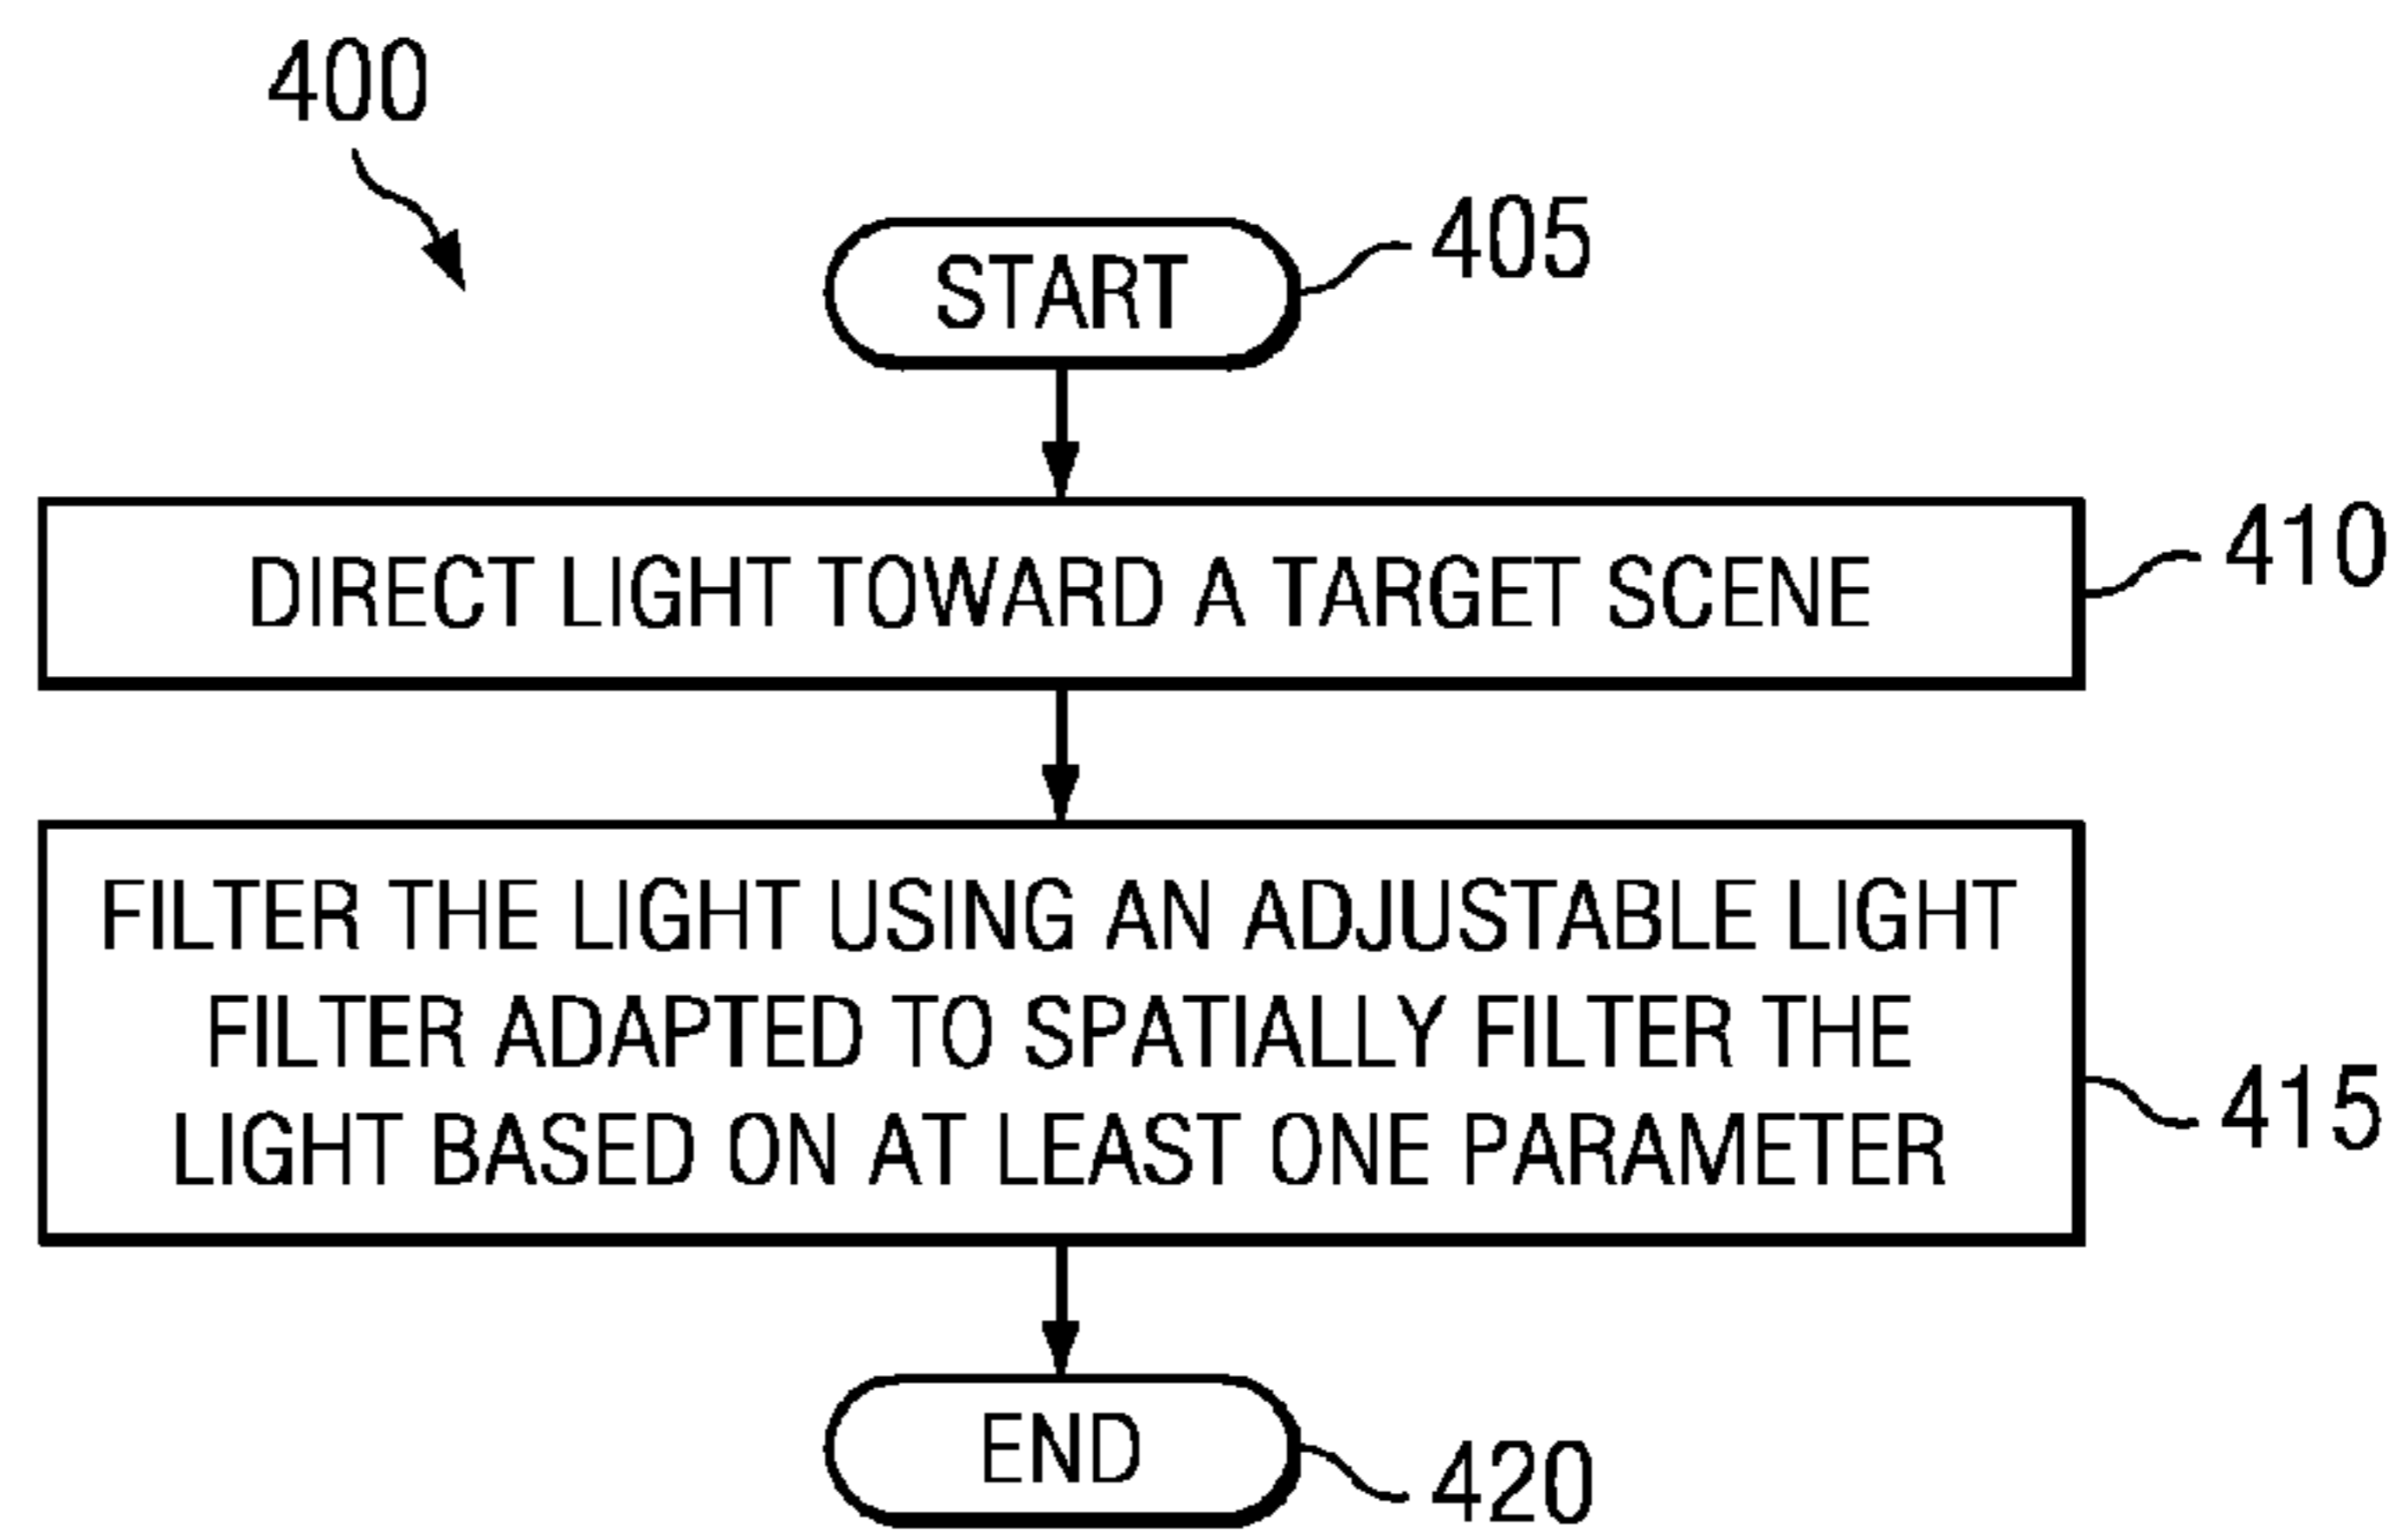 400
START
405
DIRECT LIGHT TOWARD A TARGET SCENE
410
FILTER THE LIGHT USING AN ADJUSTABLE LIGHT
FILTER ADAPTED TO SPATIALLY FILTER THE
LIGHT BASED ON AT LEAST ONE PARAMETER
415
END
420